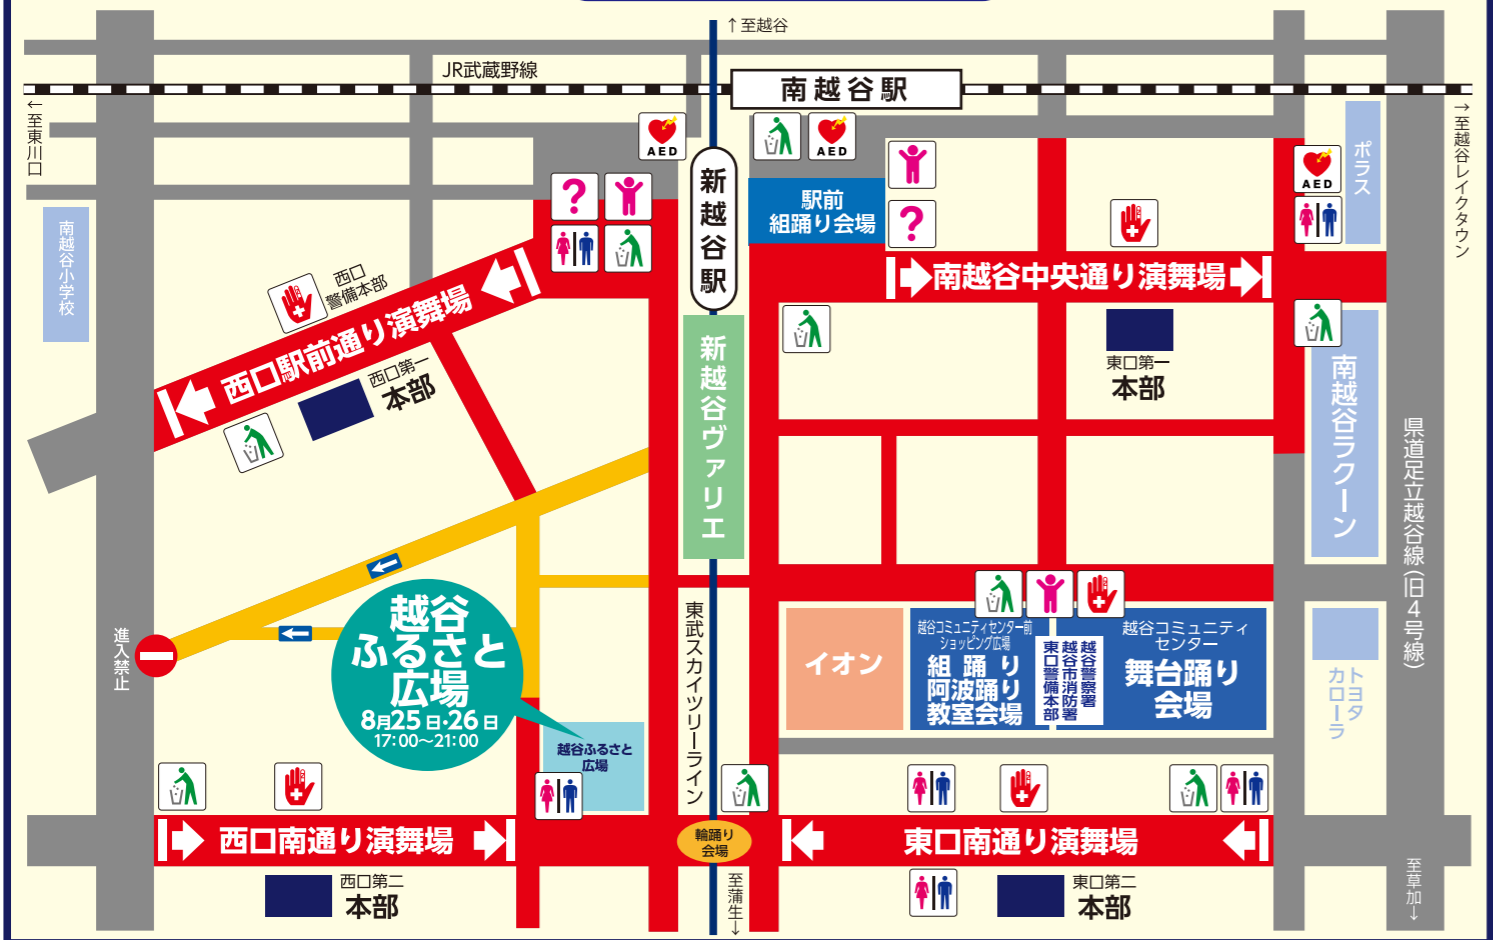 ↑至越谷
JR武蔵野線
南越谷駅
←至東川口
→至越谷レイクタウン
AED
AED
AED
ポラス
新越谷駅
駅前
組踊り会場
?
?
南越谷小学校
西口
警備本部
西口駅前通り演舞場
西口第一
本部
南越谷中央通り演舞場
東口第一
本部
新越谷ヴァリエ
南越谷ラクーン
県道足立越谷線(旧4号線)
進入禁止
越谷
ふるさと
広場
8月25日・26日
17:00～21:00
越谷ふるさと
広場
東武スカイツリーライン
イオン
越谷コミュニティセンター前
ショッピング広場
組踊り
阿波踊り
教室会場
越谷警察署
越谷市消防署
東口警備本部
越谷コミュニティ
センター
舞台踊り
会場
トヨタ
カローラ
西口南通り演舞場
輪踊り
会場
東口南通り演舞場
西口第二
本部
至蒲生→
東口第二
本部
至草加→